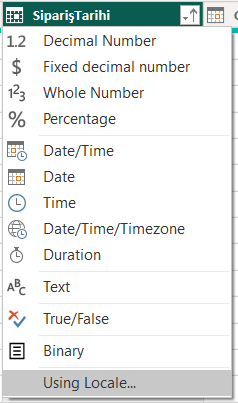 SiparişTarihi
1.2 Decimal Number
$ Fixed decimal number
123 Whole Number
% Percentage
Date/Time
Date
Time
Date/Time/Timezone
Duration
ABC Text
True/False
Binary
Using Locale...